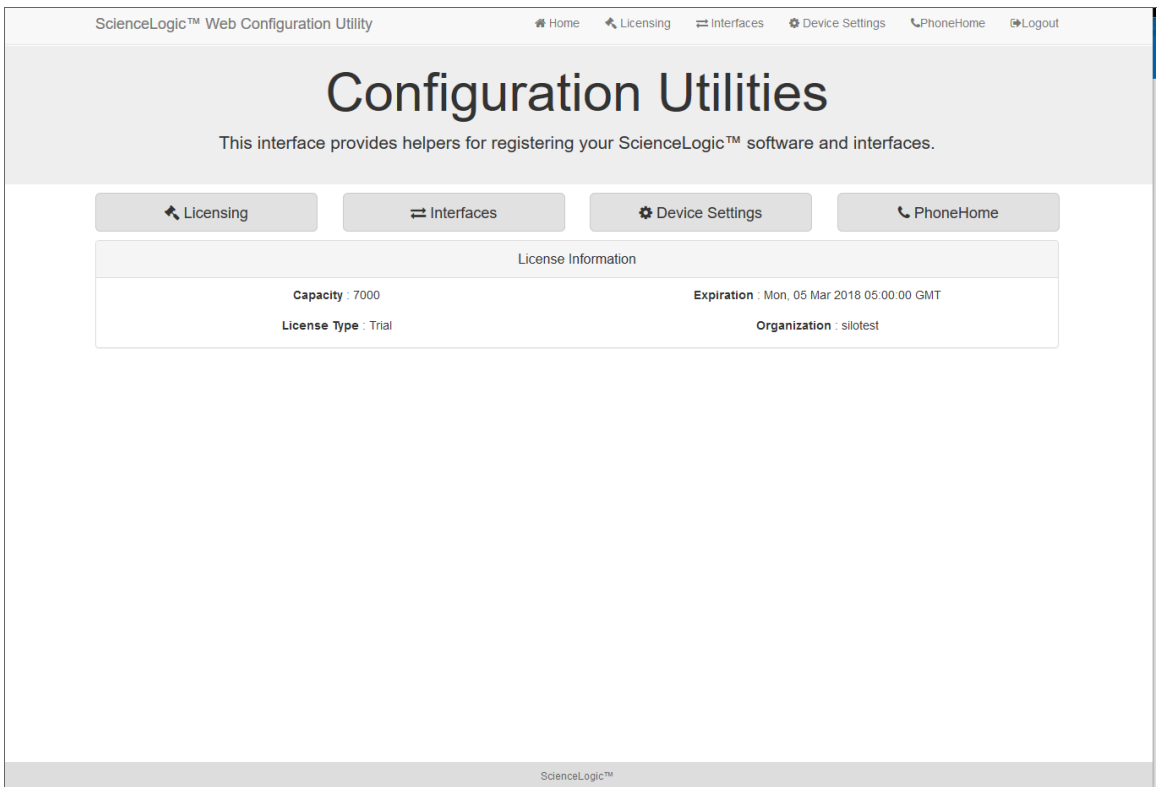 ScienceLogic™ Web Configuration Utility Home Licensing Interfaces Device Settings PhoneHome Logout
Configuration Utilities
This interface provides helpers for registering your ScienceLogic™ software and interfaces.
Licensing Interfaces Device Settings PhoneHome
License Information
Capacity : 7000 Expiration : Mon, 05 Mar 2018 05:00:00 GMT
License Type : Trial Organization : silotest
ScienceLogic™